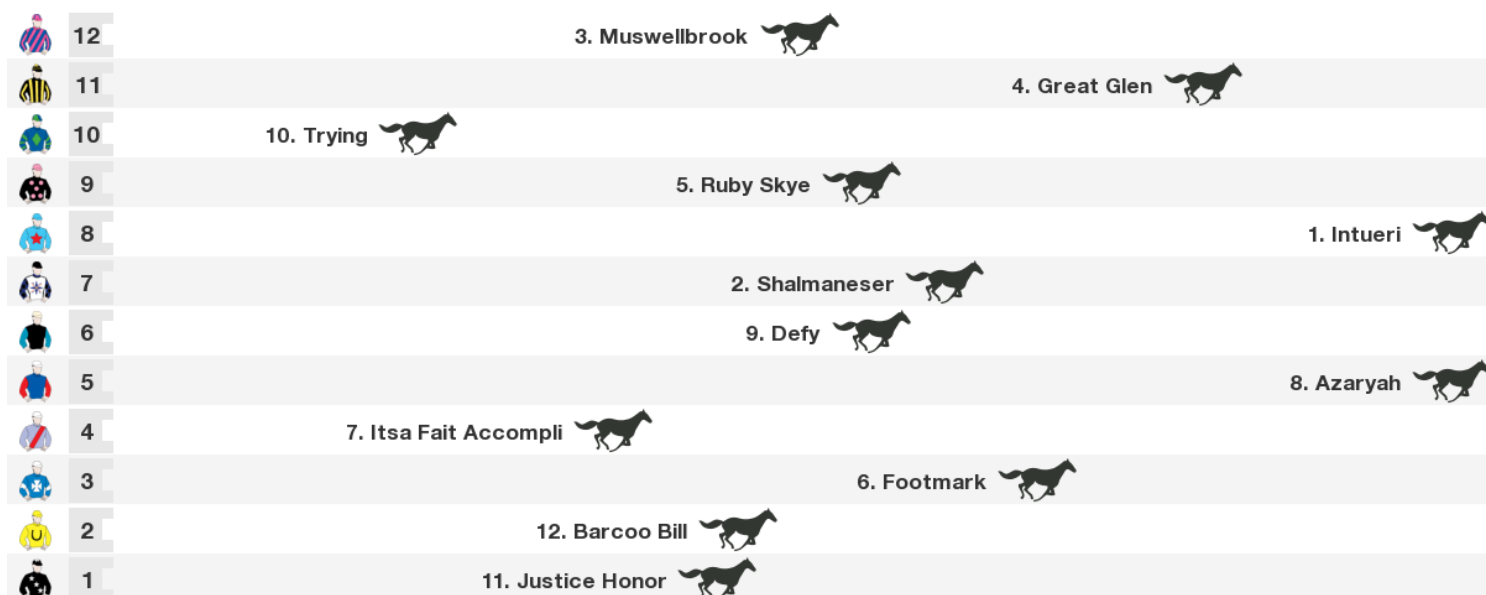 12 3. Muswellbrook
11 4. Great Glen
10 10. Trying
9 5. Ruby Skye
8 1. Intueri
7 2. Shalmaneser
6 9. Defy
5 8. Azaryah
4 7. Itsa Fait Accompli
3 6. Footmark
2 12. Barcoo Bill
1 11. Justice Honor